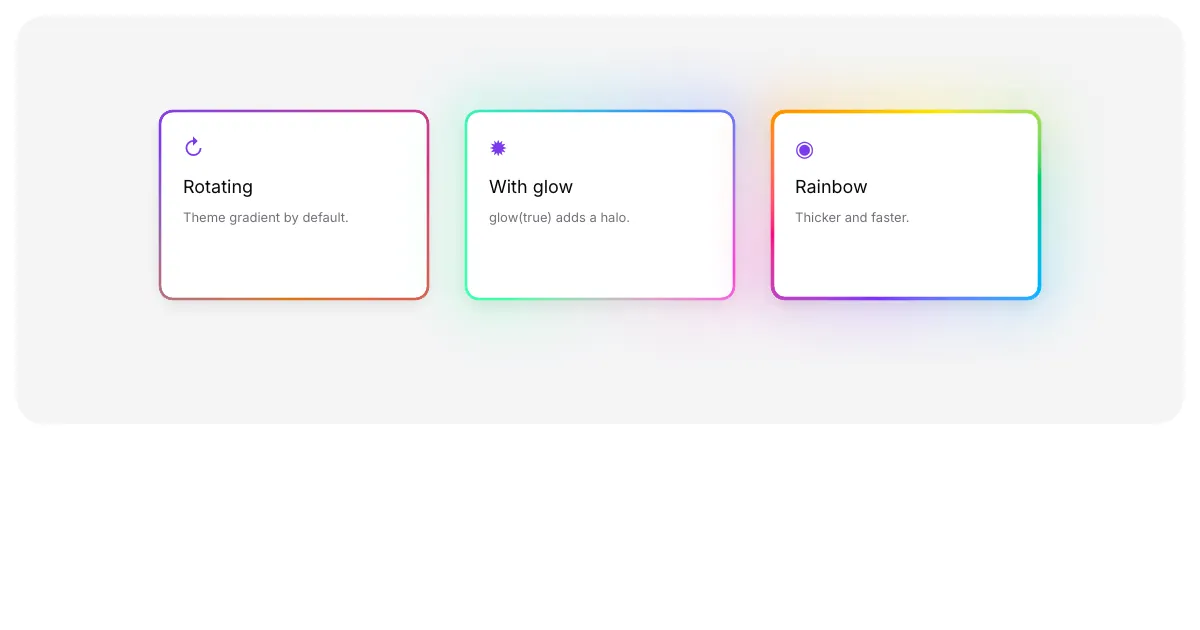 Rotating
Theme gradient by default.
With glow
glow(true) adds a halo.
Rainbow
Thicker and faster.